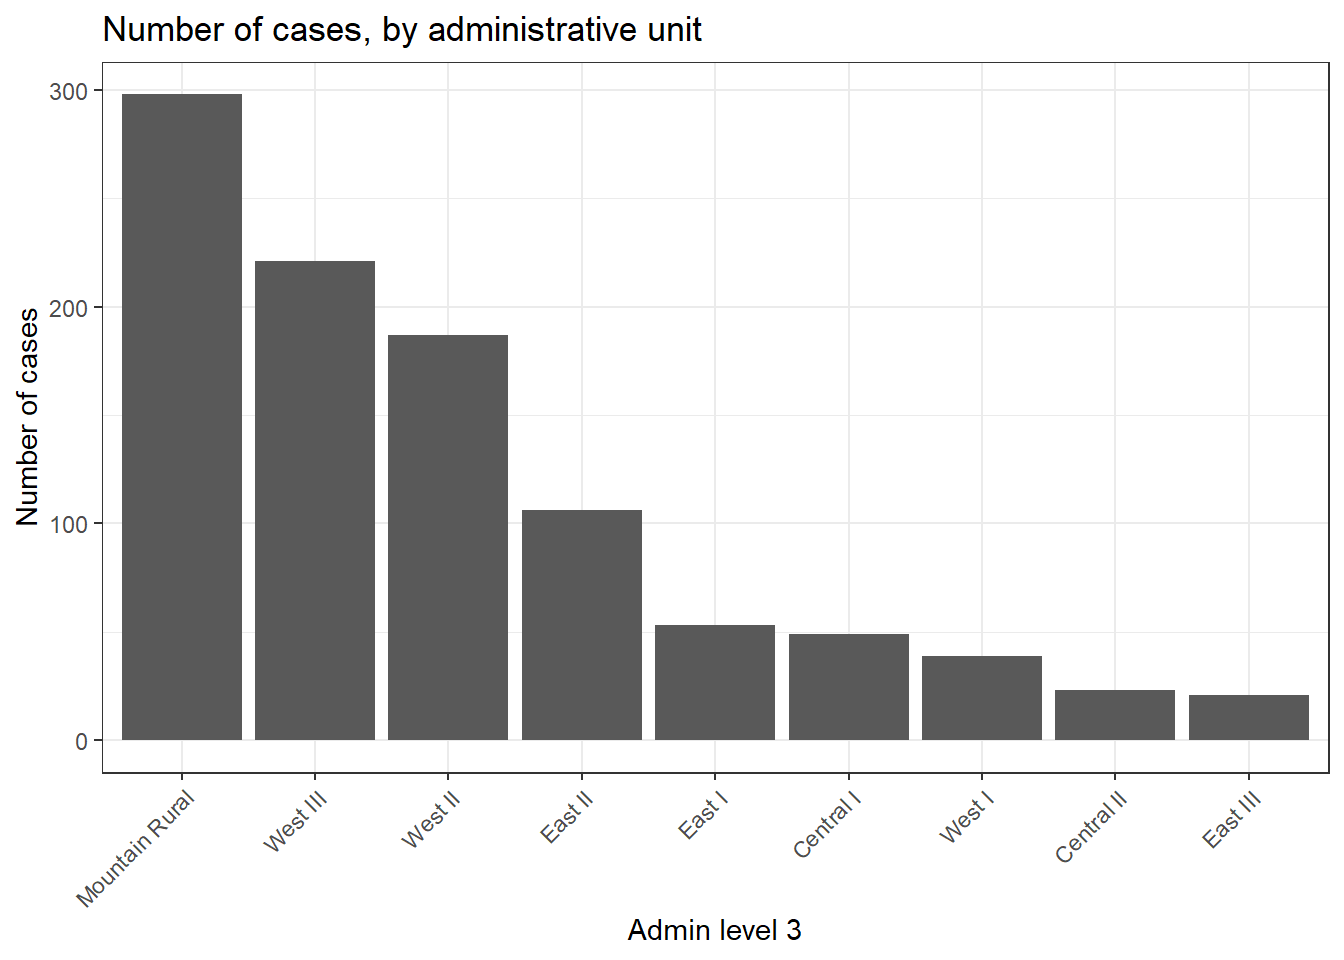 Number of cases, by administrative unit
Number of cases
300
200
100
0
Mountain Rural
West III
West II
East II
East I
Central I
West I
Central II
East III
Admin level 3